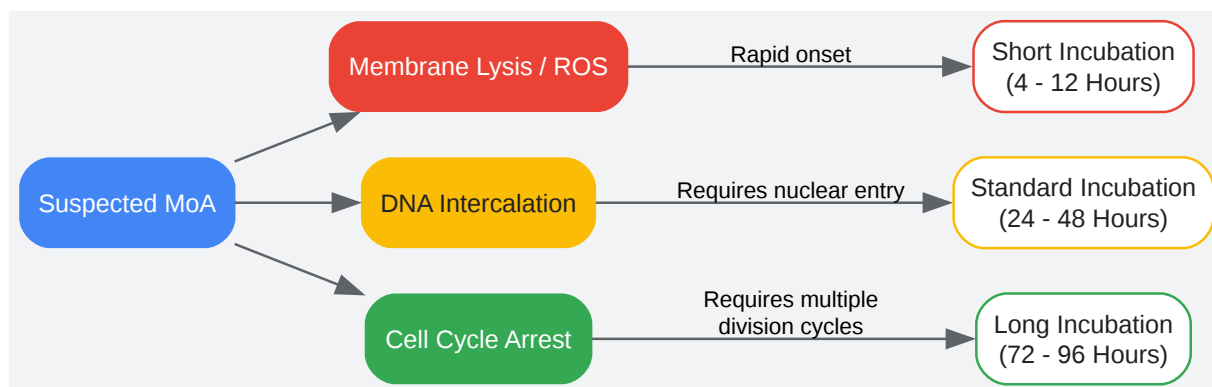 Suspected MoA
Membrane Lysis / ROS
Rapid onset
Short Incubation
(4 - 12 Hours)
DNA Intercalation
Requires nuclear entry
Standard Incubation
(24 - 48 Hours)
Cell Cycle Arrest
Requires multiple
division cycles
Long Incubation
(72 - 96 Hours)